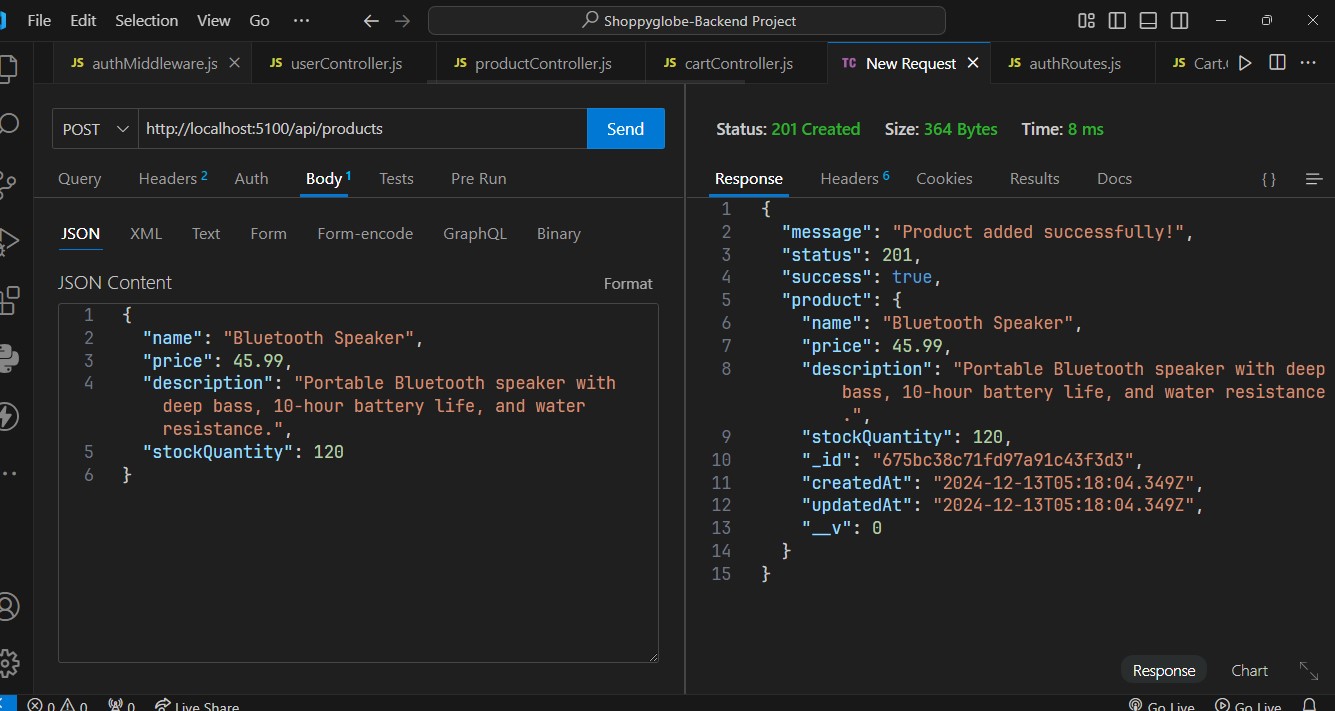 File Edit Selection View Go ··· Shoppyglobe-Backend Project
JS authMiddleware.js JS userController.js JS productController.js JS cartController.js TC New Request JS authRoutes.js JS Cart.
POST http://localhost:5100/api/products Send
Query Headers 2 Auth Body 1 Tests Pre Run
JSON XML Text Form Form-encode GraphQL Binary
JSON Content Format
1 {
2 "name": "Bluetooth Speaker",
3 "price": 45.99,
4 "description": "Portable Bluetooth speaker with
deep bass, 10-hour battery life, and water
resistance.",
5 "stockQuantity": 120
6 }
Status: 201 Created Size: 364 Bytes Time: 8 ms
Response Headers 6 Cookies Results Docs { }
1 {
2 "message": "Product added successfully!",
3 "status": 201,
4 "success": true,
5 "product": {
6 "name": "Bluetooth Speaker",
7 "price": 45.99,
8 "description": "Portable Bluetooth speaker with deep
bass, 10-hour battery life, and water resistance
.",
9 "stockQuantity": 120,
10 "_id": "675bc38c71fd97a91c43f3d3",
11 "createdAt": "2024-12-13T05:18:04.349Z",
12 "updatedAt": "2024-12-13T05:18:04.349Z",
13 "__v": 0
14 }
15 }
Response Chart
0 0 0 Live Share Go Live Go Live